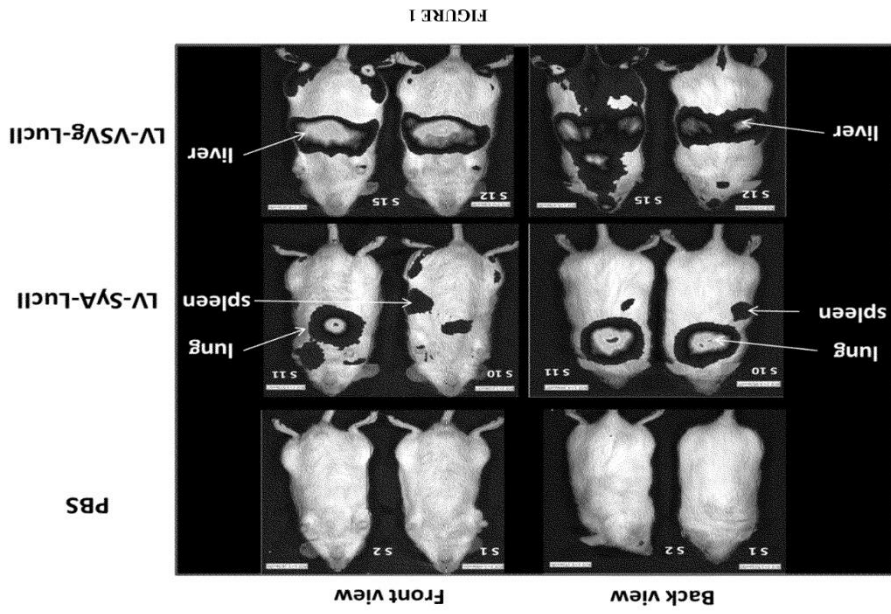 Back view
Front view
S 1
S 2
S 1
S 2
PBS
S 10
S 11
S 10
S 11
lung
lung
spleen
spleen
LV-SyA-LucII
S 12
S 15
S 12
S 15
liver
liver
LV-VSVg-LucII
FIGURE 1